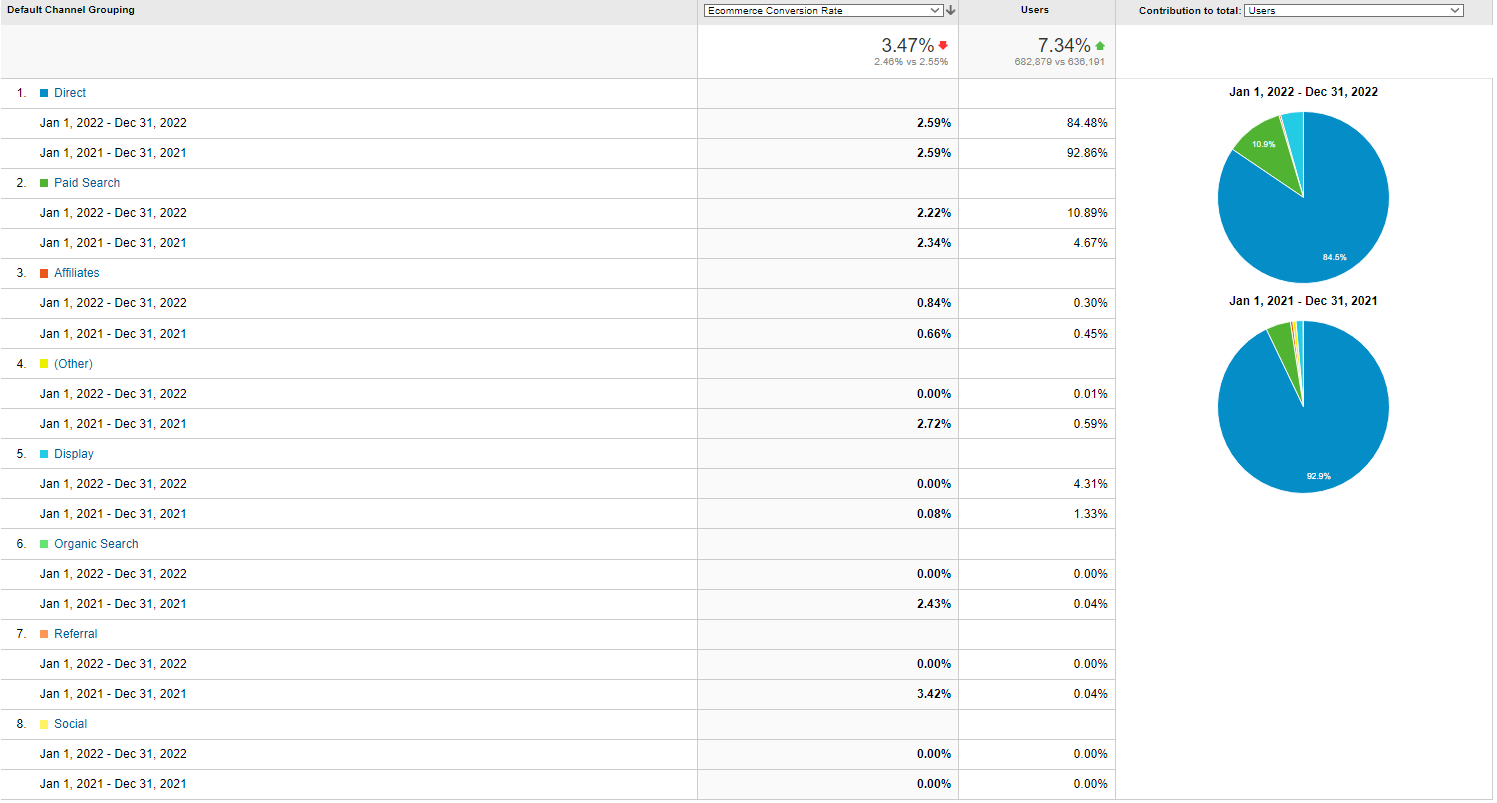 Default Channel Grouping Ecommerce Conversion Rate Users Contribution to total: Users
3.47% 7.34%
2.46% vs 2.55% 682,879 vs 636,191
1. Direct
Jan 1, 2022 - Dec 31, 2022 2.59% 84.48%
Jan 1, 2021 - Dec 31, 2021 2.59% 92.86%
2. Paid Search
Jan 1, 2022 - Dec 31, 2022 2.22% 10.89%
Jan 1, 2021 - Dec 31, 2021 2.34% 4.67%
3. Affiliates
Jan 1, 2022 - Dec 31, 2022 0.84% 0.30%
Jan 1, 2021 - Dec 31, 2021 0.66% 0.45%
4. (Other)
Jan 1, 2022 - Dec 31, 2022 0.00% 0.01%
Jan 1, 2021 - Dec 31, 2021 2.72% 0.59%
5. Display
Jan 1, 2022 - Dec 31, 2022 0.00% 4.31%
Jan 1, 2021 - Dec 31, 2021 0.08% 1.33%
6. Organic Search
Jan 1, 2022 - Dec 31, 2022 0.00% 0.00%
Jan 1, 2021 - Dec 31, 2021 2.43% 0.04%
7. Referral
Jan 1, 2022 - Dec 31, 2022 0.00% 0.00%
Jan 1, 2021 - Dec 31, 2021 3.42% 0.04%
8. Social
Jan 1, 2022 - Dec 31, 2022 0.00% 0.00%
Jan 1, 2021 - Dec 31, 2021 0.00% 0.00%
Jan 1, 2022 - Dec 31, 2022
10.9%
84.5%
Jan 1, 2021 - Dec 31, 2021
92.9%